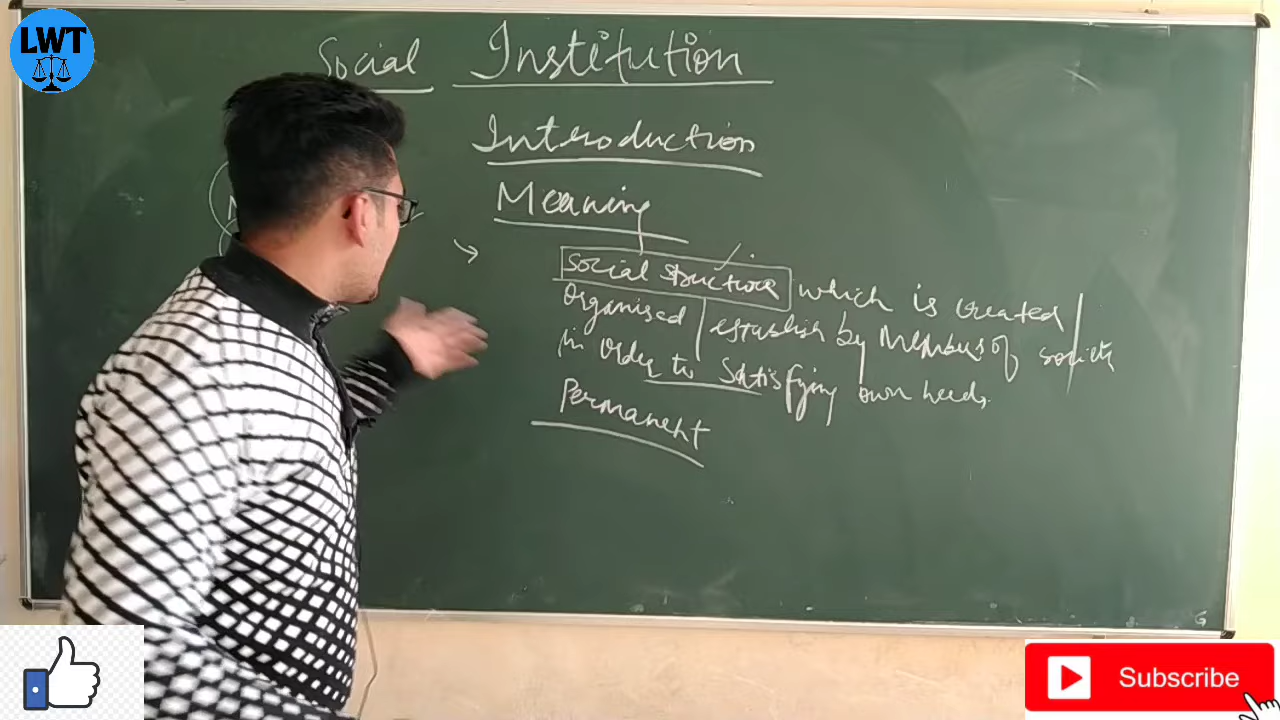 LWT
Social Institution
Introduction
Meaning
Social structure which is created
Organised establish by Members of society
in order to Satisfying own needs.
Permanent
Subscribe